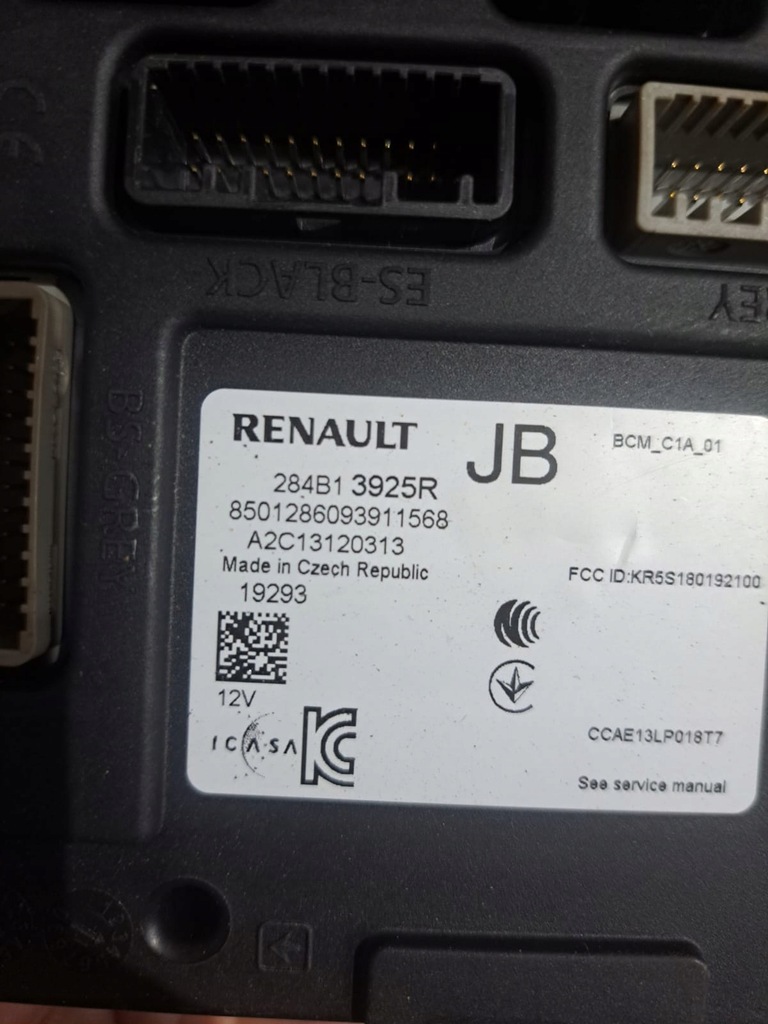 ES-BLACK
BS-GREY
RENAULT
JB
BCM_C1A_01
284B1 3925R
8501286093911568
A2C13120313
Made in Czech Republic
FCC ID:KR5S180192100
19293
12V
ICASA
CCAE13LP018T7
See service manual